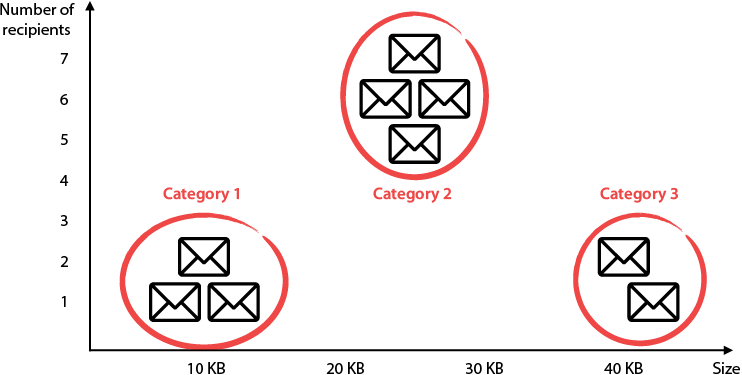 Number of
recipients
7
6
5
4
Category 1
Category 2
Category 3
3
2
1
10 KB
20 KB
30 KB
40 KB
Size